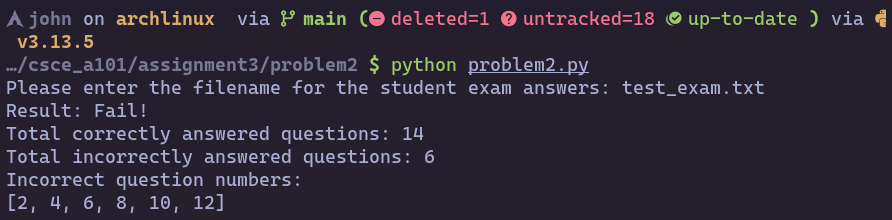 john on archlinux via main (deleted=1 untracked=18 up-to-date ) via
v3.13.5
…/csce_a101/assignment3/problem2 $ python problem2.py
Please enter the filename for the student exam answers: test_exam.txt
Result: Fail!
Total correctly answered questions: 14
Total incorrectly answered questions: 6
Incorrect question numbers:
[2, 4, 6, 8, 10, 12]